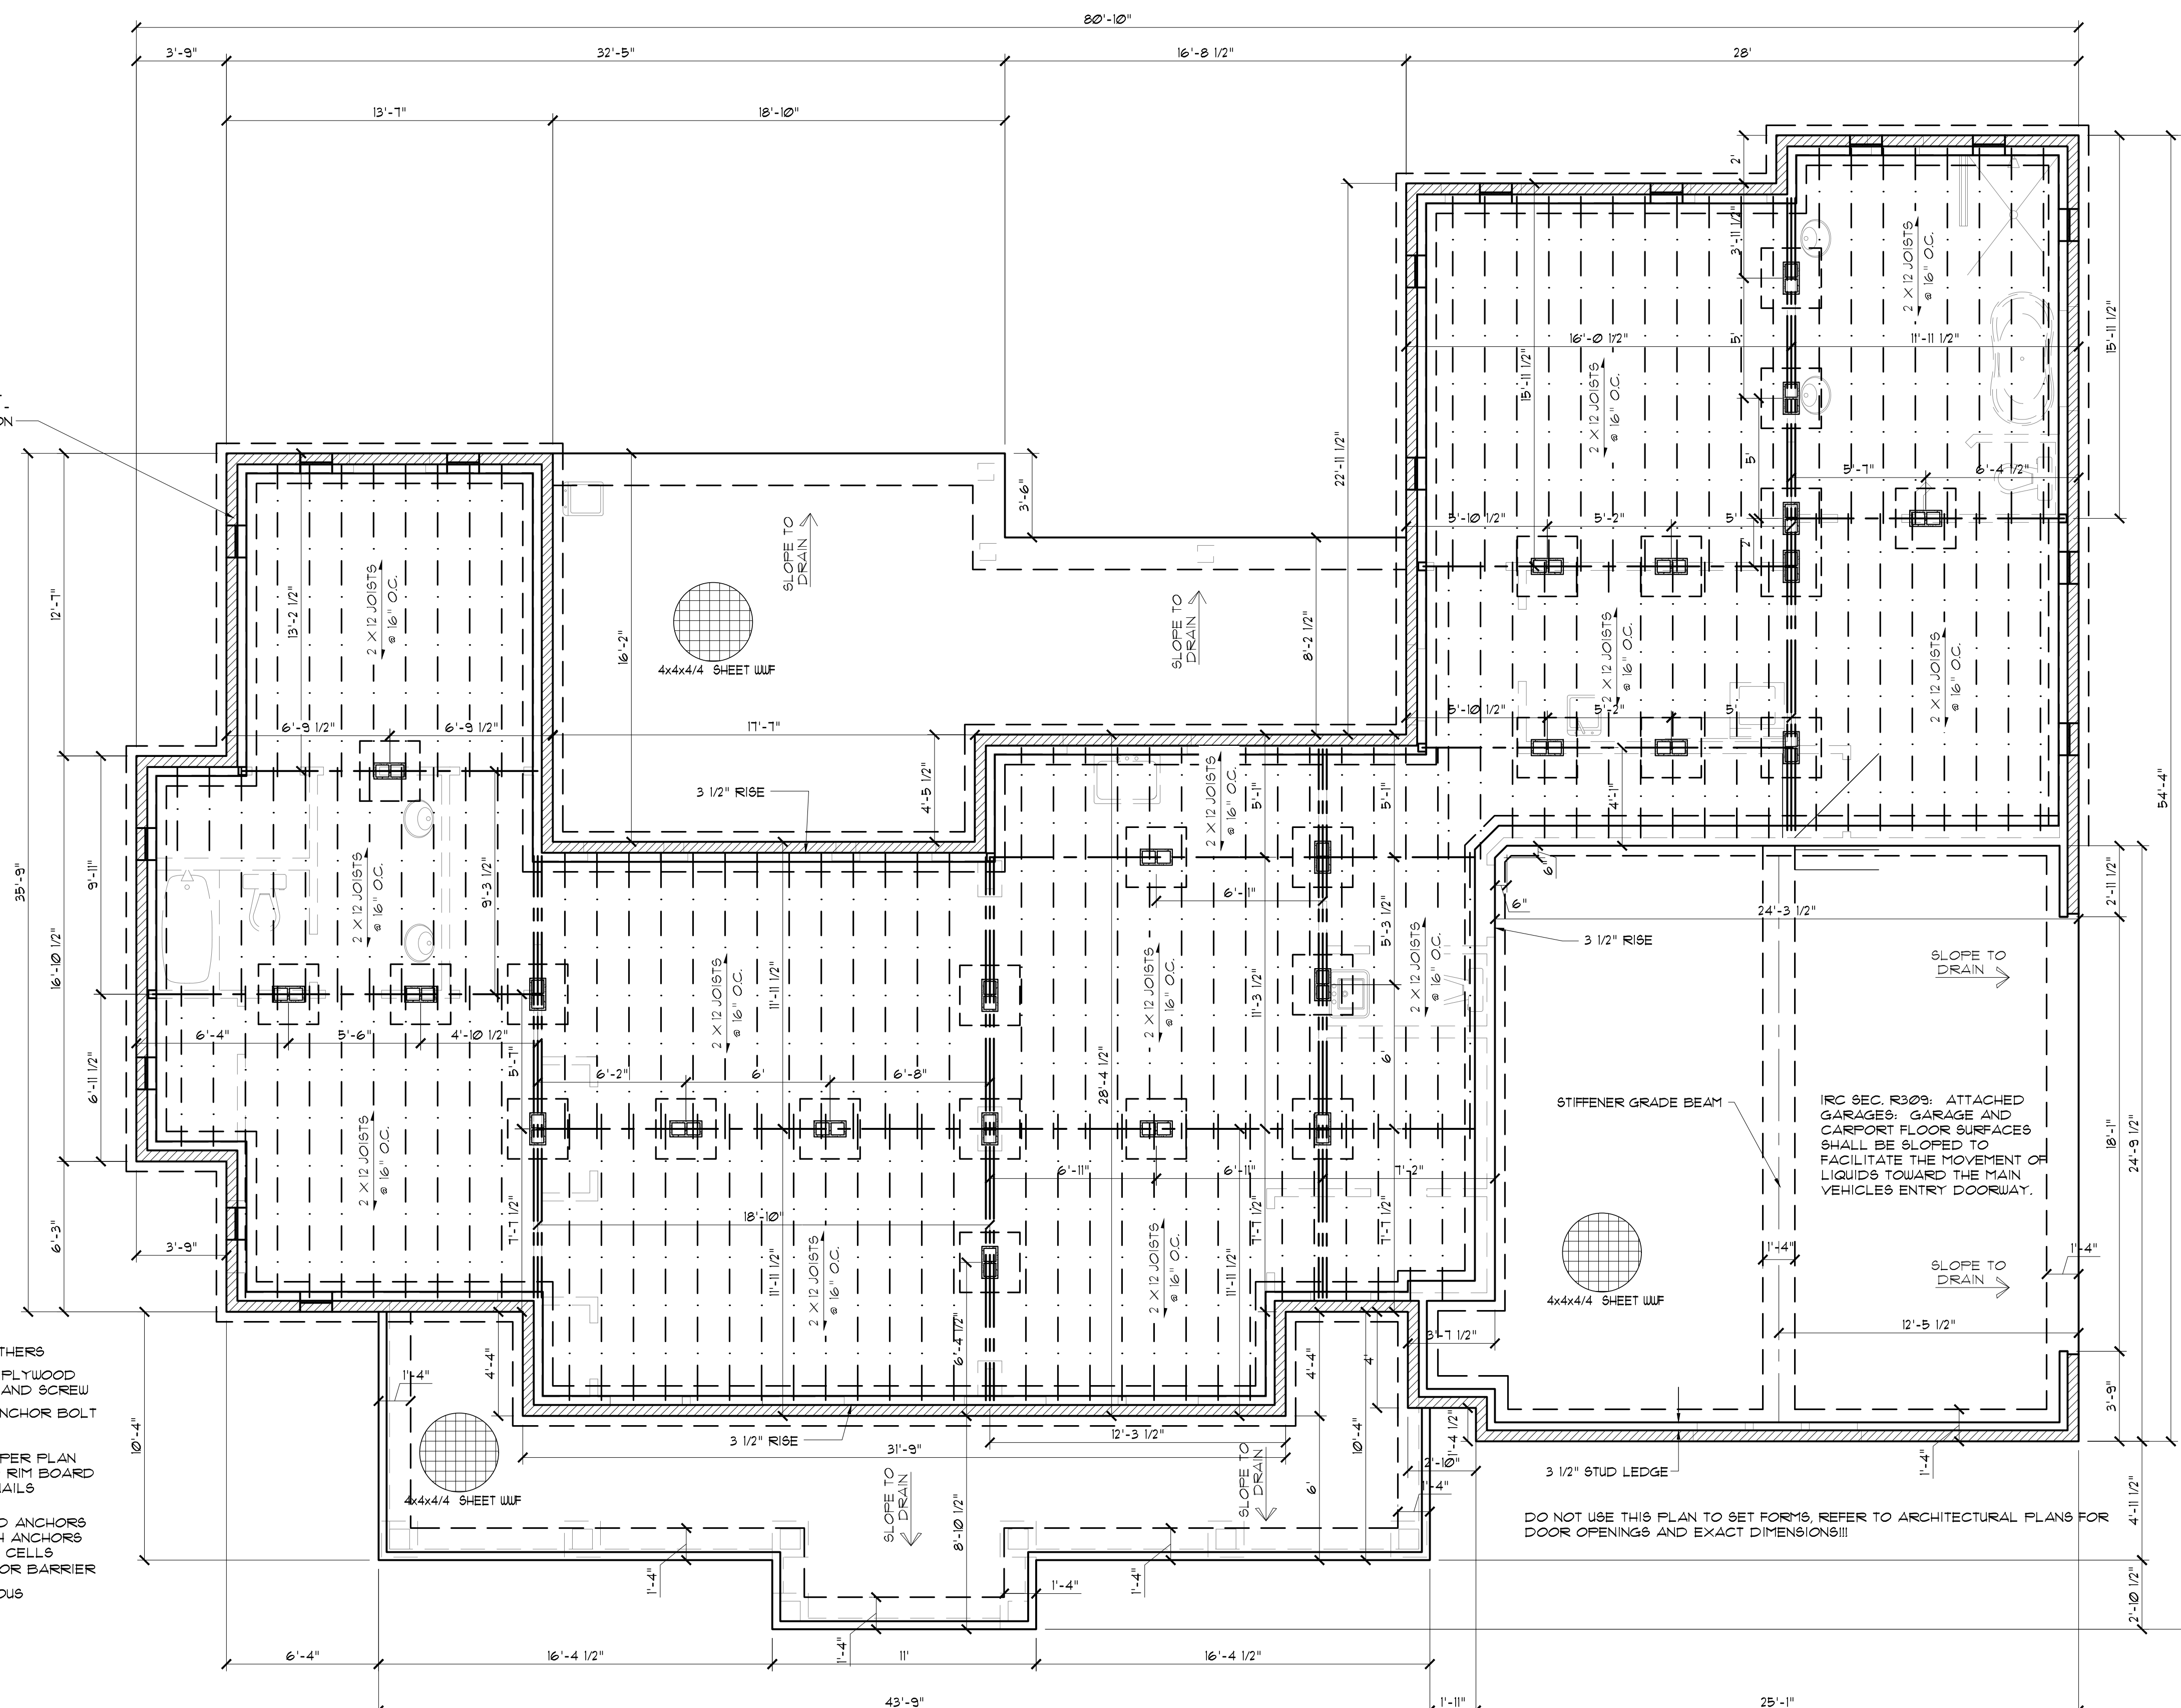 80'-10"
3'-9"
32'-5"
16'-8 1/2"
28'
13'-7"
18'-10"
2'
3'-11 1/2"
2 X 12 JOISTS
@ 16" O.C.
15'-11 1/2"
5'
16'-0 1/2"
11'-11 1/2"
15'-11 1/2"
2 X 12 JOISTS
@ 16" O.C.
22'-11 1/2"
5'
5'-7"
6'-4 1/2"
5'-10 1/2"
5'-2"
5'
2'
54'-4"
ON
35'-9"
12'-7"
13'-2 1/2"
2 X 12 JOISTS
@ 16" O.C.
16'-2"
SLOPE TO
DRAIN
3'-6"
4x4x4/4 SHEET WWF
SLOPE TO
DRAIN
8'-2 1/2"
2 X 12 JOISTS
@ 16" O.C.
2 X 12 JOISTS
@ 16" O.C.
5'-10 1/2"
5'-2"
5'
6'-9 1/2"
6'-9 1/2"
17'-7"
3 1/2" RISE
4'-5 1/2"
2 X 12 JOISTS
@ 16" O.C.
5'-1"
5'-1"
4'-1"
9'-11"
9'-3 1/2"
2 X 12 JOISTS
@ 16" O.C.
16'-10 1/2"
6'-1"
6"
6"
24'-3 1/2"
2'-11 1/2"
3 1/2" RISE
5'-3 1/2"
SLOPE TO
DRAIN
11'-11 1/2"
2 X 12 JOISTS
@ 16" O.C.
2 X 12 JOISTS
@ 16" O.C.
11'-3 1/2"
2 X 12 JOISTS
@ 16" O.C.
6'-4"
5'-6"
4'-10 1/2"
6'-11 1/2"
5'-7"
6'-2"
6'
6'-8"
28'-4 1/2"
6'
STIFFENER GRADE BEAM
IRC SEC. R309: ATTACHED
GARAGES: GARAGE AND
CARPORT FLOOR SURFACES
SHALL BE SLOPED TO
FACILITATE THE MOVEMENT OF
LIQUIDS TOWARD THE MAIN
VEHICLES ENTRY DOORWAY.
18'-1"
24'-9 1/2"
2 X 12 JOISTS
@ 16" O.C.
6'-11"
6'-11"
7'-2"
7'-7 1/2"
18'-10"
7'-7 1/2"
7'-7 1/2"
6'-3"
3'-9"
11'-11 1/2"
2 X 12 JOISTS
@ 16" O.C.
2 X 12 JOISTS
@ 16" O.C.
11'-11 1/2"
1'-4"
1'-4"
SLOPE TO
DRAIN
4x4x4/4 SHEET WWF
12'-5 1/2"
3'-7 1/2"
4'-4"
6'-4 1/2"
4'-4"
4'
THERS
PLYWOOD
AND SCREW
NCHOR BOLT
PER PLAN
RIM BOARD
NAILS
D ANCHORS
H ANCHORS
CELLS
OR BARRIER
OUS
10'-4"
1'-4"
4x4x4/4 SHEET WWF
3 1/2" RISE
31'-9"
12'-3 1/2"
10'-4"
6'
1'-4 1/2"
2'-10"
1'-4"
3'-9"
3 1/2" STUD LEDGE
1'-4"
SLOPE TO
DRAIN
8'-10 1/2"
SLOPE TO
DRAIN
DO NOT USE THIS PLAN TO SET FORMS, REFER TO ARCHITECTURAL PLANS FOR
DOOR OPENINGS AND EXACT DIMENSIONS!!!
4'-11 1/2"
1'-4"
1'-4"
1'-4"
1'-4"
2'-10 1/2"
6'-4"
16'-4 1/2"
11'
16'-4 1/2"
43'-9"
1'-11"
25'-1"